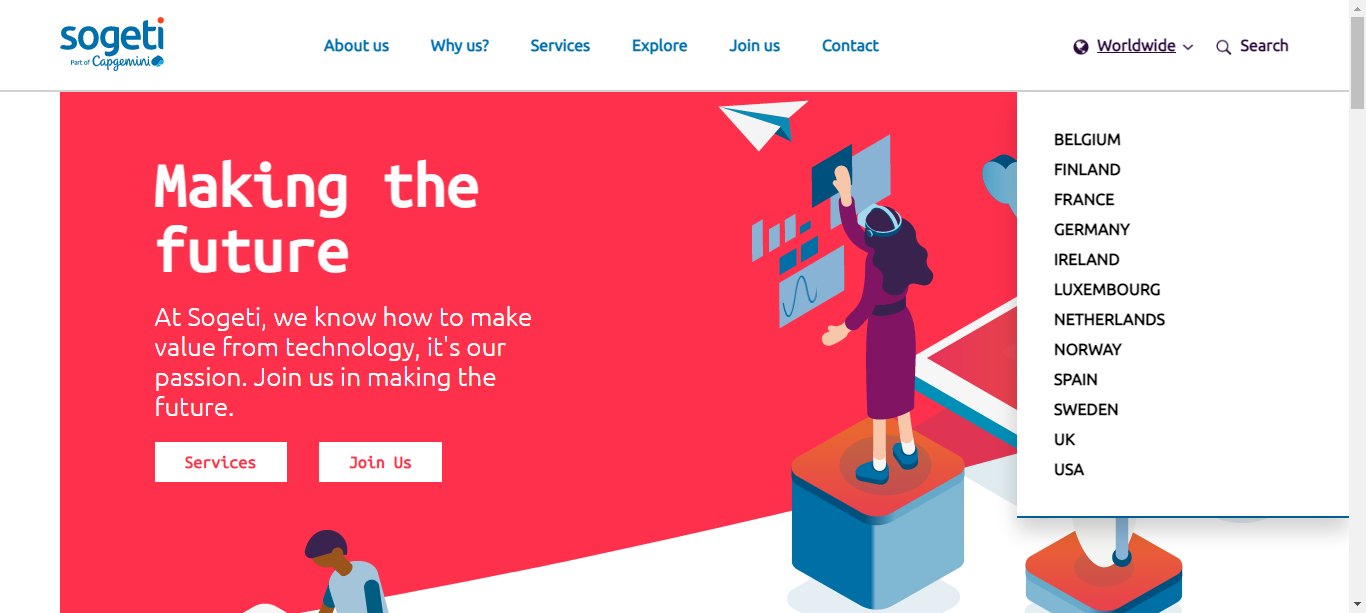 sogeti
Part of Capgemini
About us
Why us?
Services
Explore
Join us
Contact
Worldwide
Search
Making the
future
At Sogeti, we know how to make
value from technology, it's our
passion. Join us in making the
future.
Services
Join Us
BELGIUM
FINLAND
FRANCE
GERMANY
IRELAND
LUXEMBOURG
NETHERLANDS
NORWAY
SPAIN
SWEDEN
UK
USA